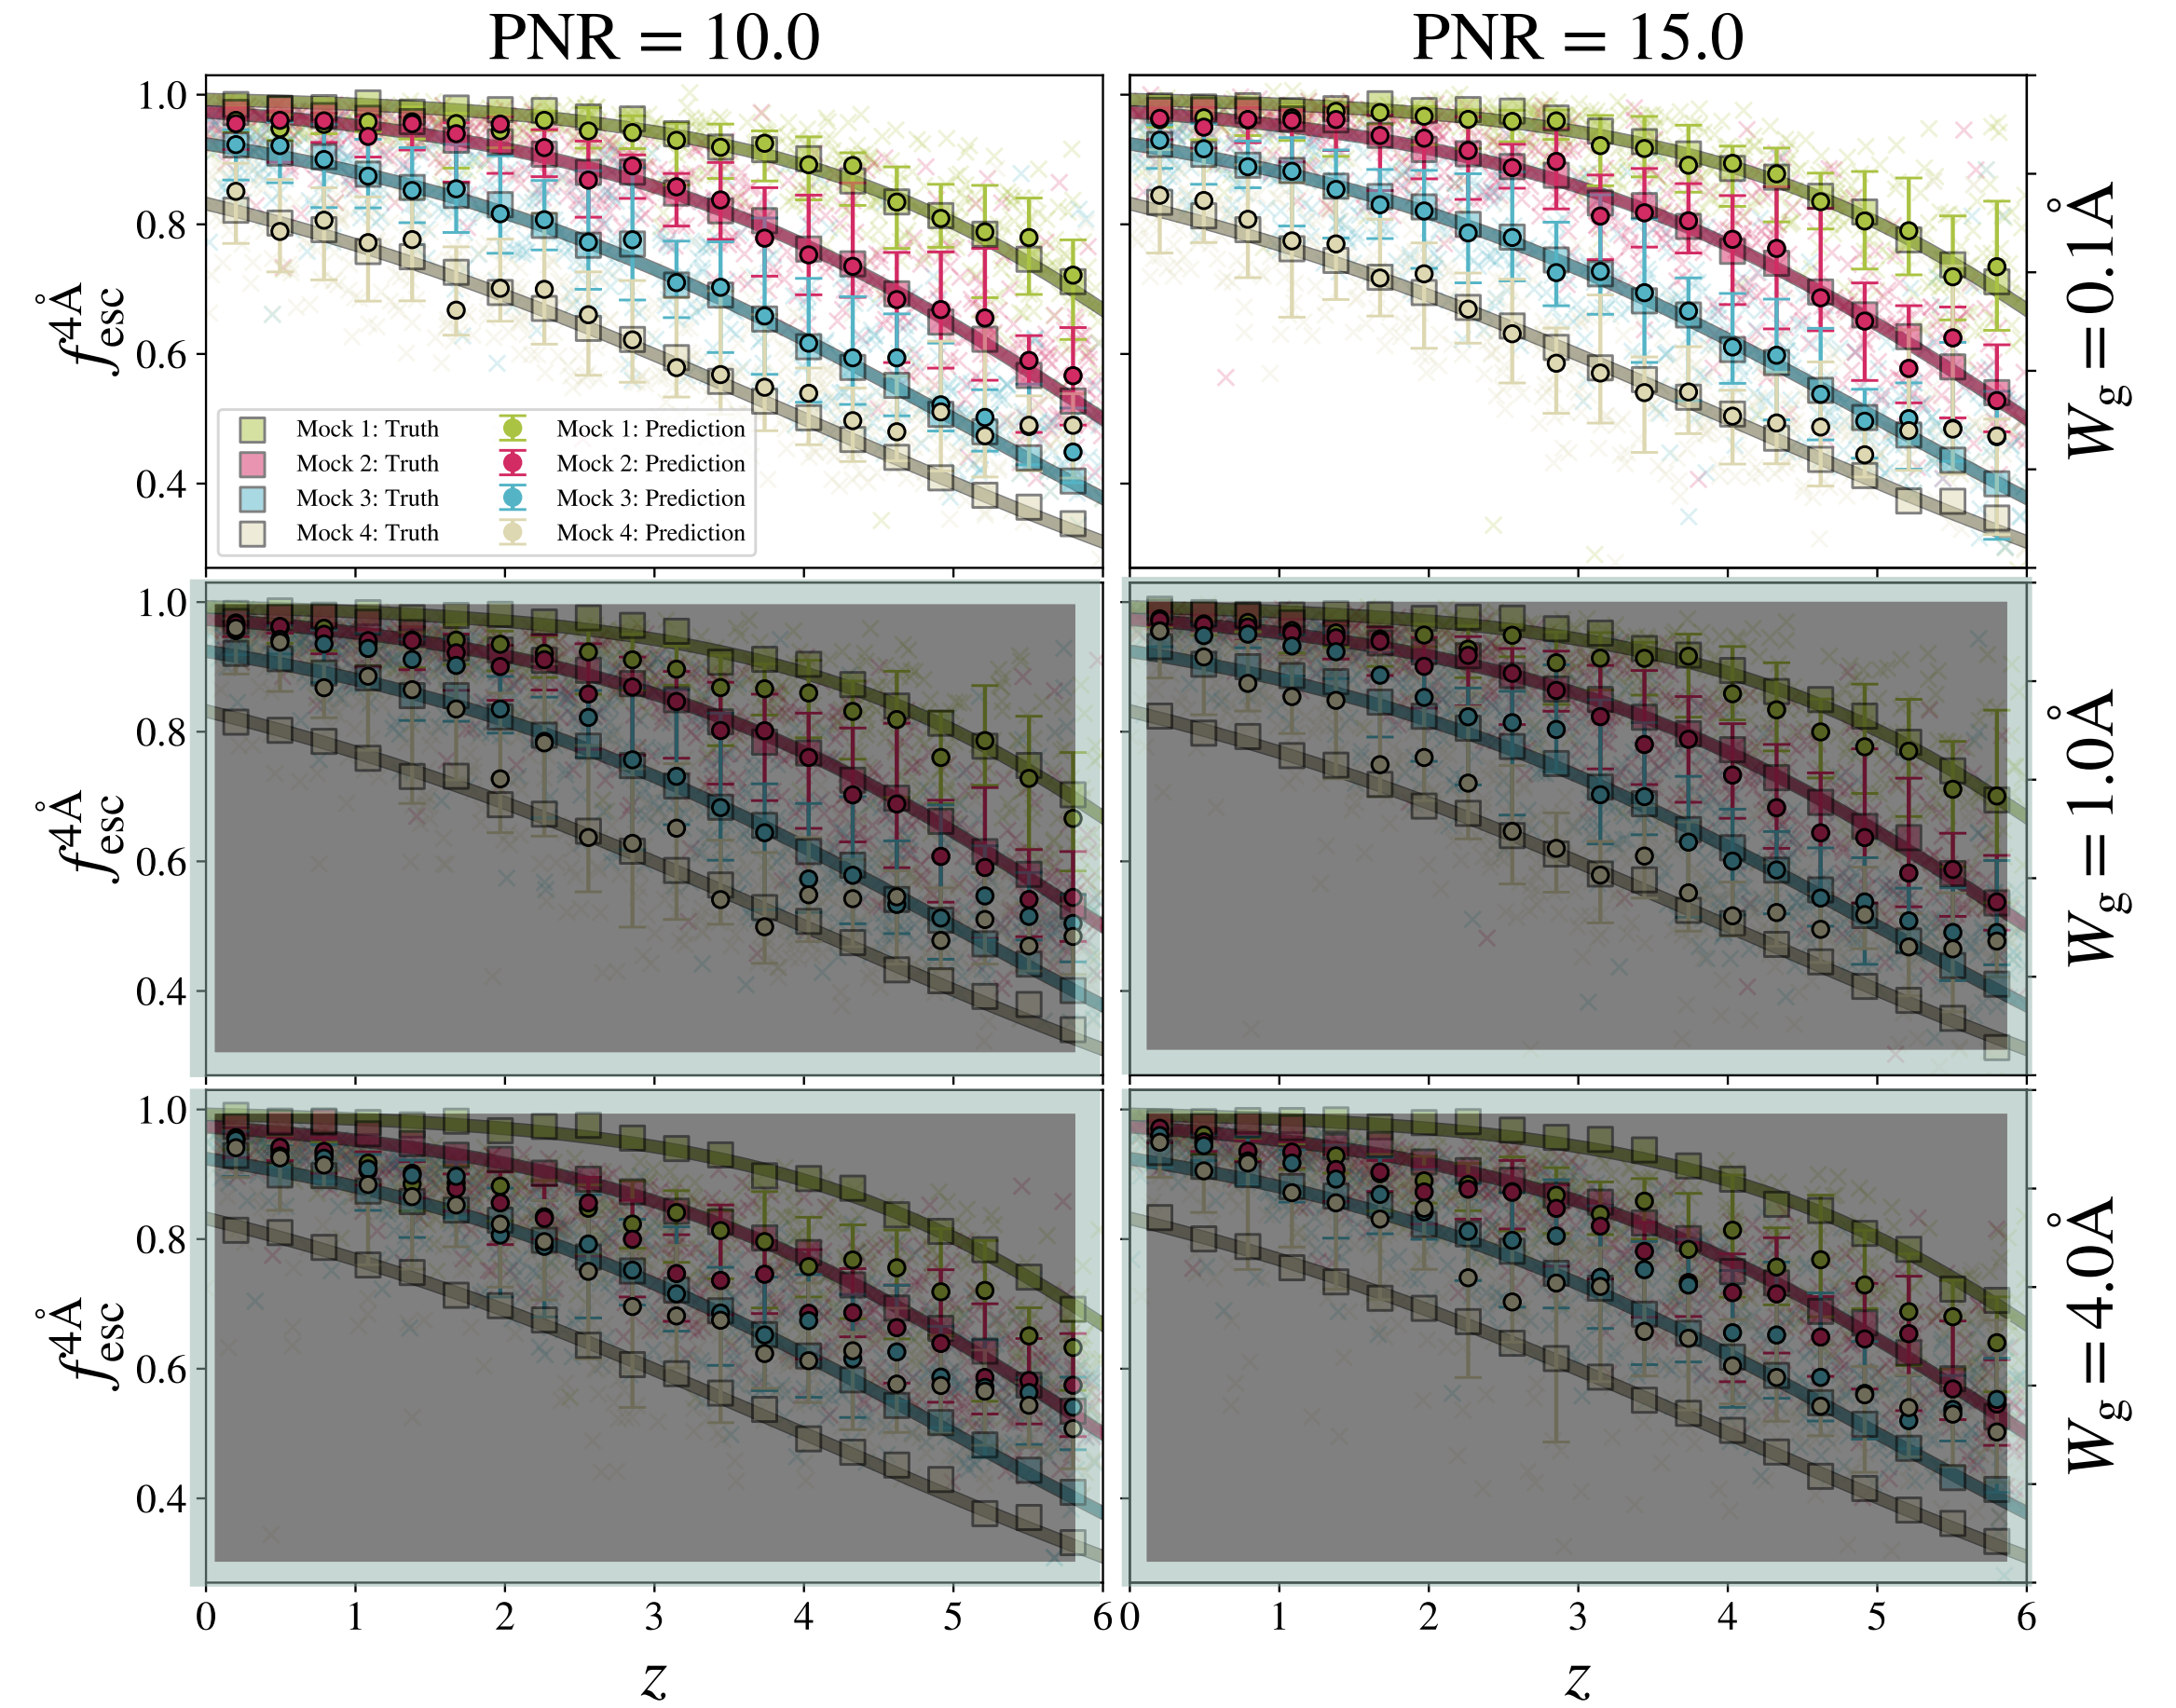 PNR = 10.0
PNR = 15.0
1.0
0.8
0.6
0.4
f 4Å esc
Mock 1: Truth
Mock 2: Truth
Mock 3: Truth
Mock 4: Truth
Mock 1: Prediction
Mock 2: Prediction
Mock 3: Prediction
Mock 4: Prediction
Wg = 0.1Å
1.0
0.8
0.6
0.4
f 4Å esc
Wg = 1.0Å
1.0
0.8
0.6
0.4
f 4Å esc
Wg = 4.0Å
0 1 2 3 4 5 6
0 1 2 3 4 5 6
z
z